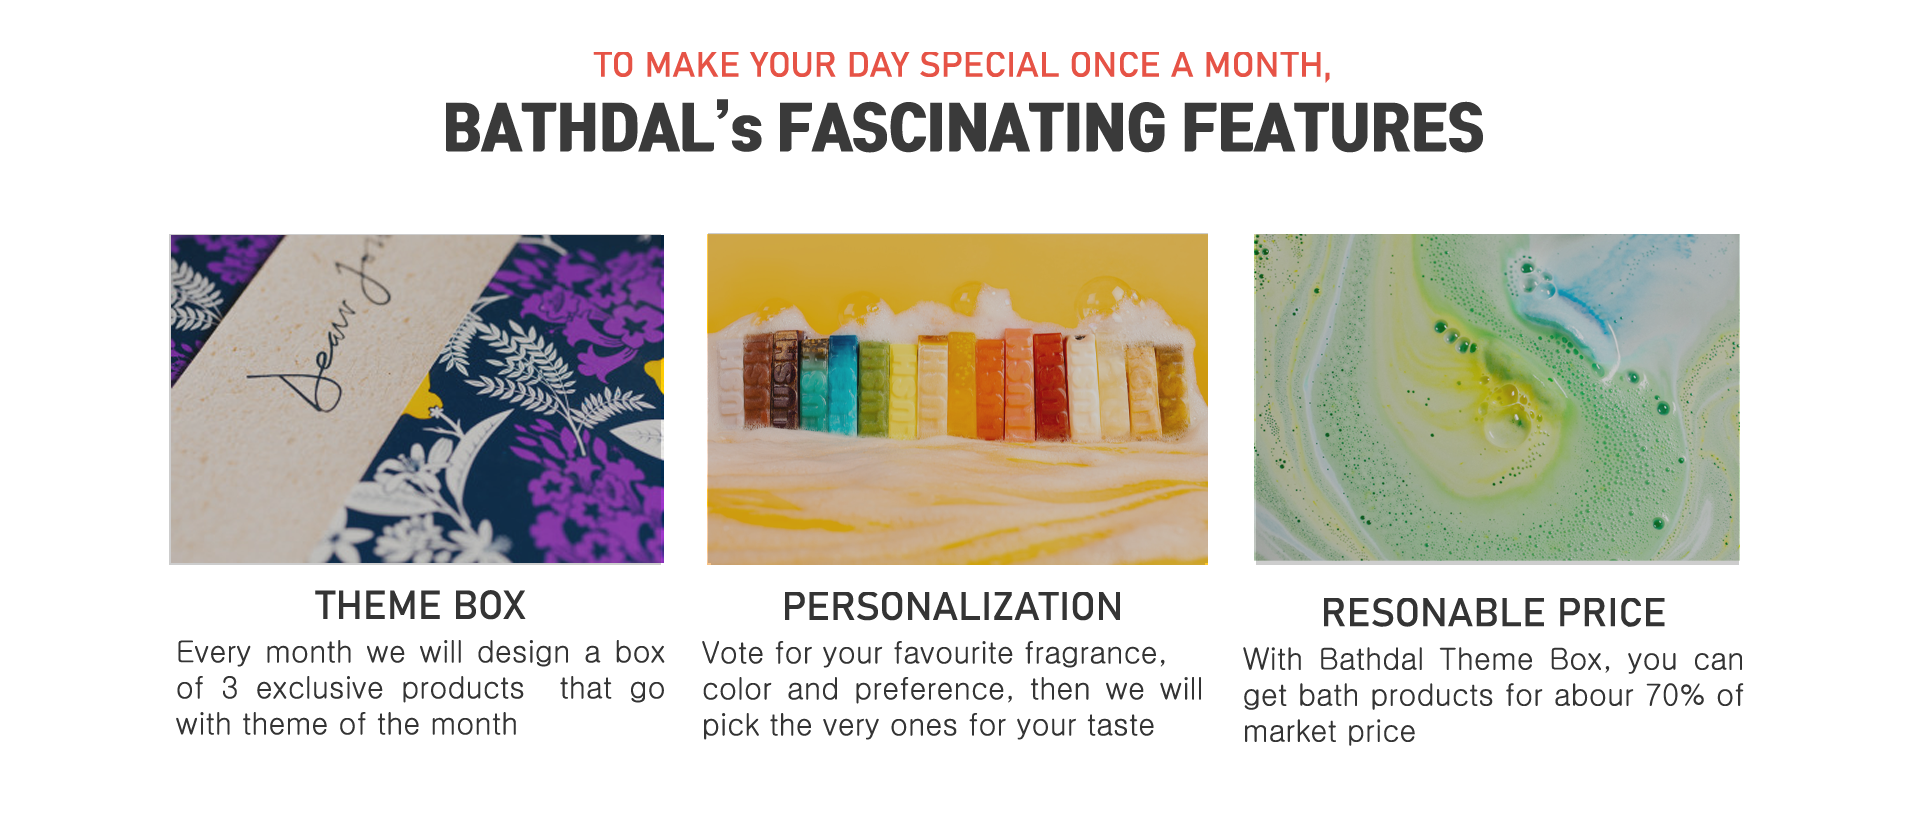 TO MAKE YOUR DAY SPECIAL ONCE A MONTH,
BATHDAL's FASCINATING FEATURES
Dear
THEME BOX
Every month we will design a box
of 3 exclusive products that go
with theme of the month
PERSONALIZATION
Vote for your favourite fragrance,
color and preference, then we will
pick the very ones for your taste
RESONABLE PRICE
With Bathdal Theme Box, you can
get bath products for abour 70% of
market price